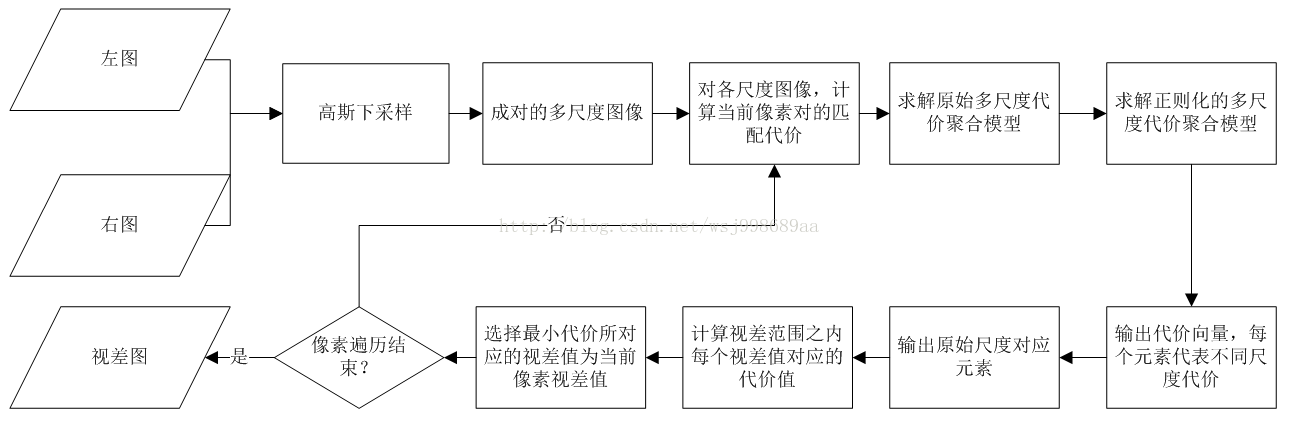 左图
高斯下采样
成对的多尺度图像
对各尺度图像，计
算当前像素对的匹
配代价
求解原始多尺度代
价聚合模型
求解正则化的多尺
度代价聚合模型
右图
否
http://blog.csdn.net/wsj998689aa
视差图
是
像素遍历结
束？
选择最小代价所对
应的视差值为当前
像素视差值
计算视差范围之内
每个视差值对应的
代价值
输出原始尺度对应
元素
输出代价向量，每
个元素代表不同尺
度代价